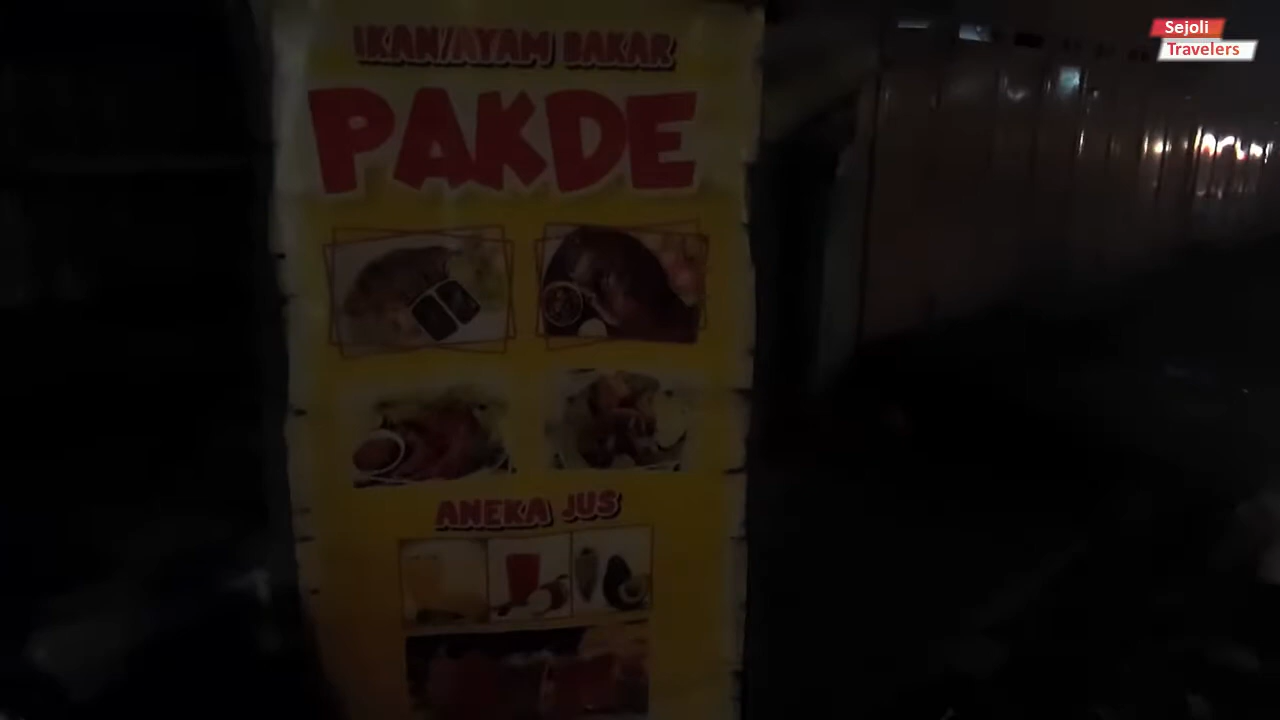 IKAN/AYAM BAKAR
PAKDE
ANEKA JUS
Sejoli
Travelers